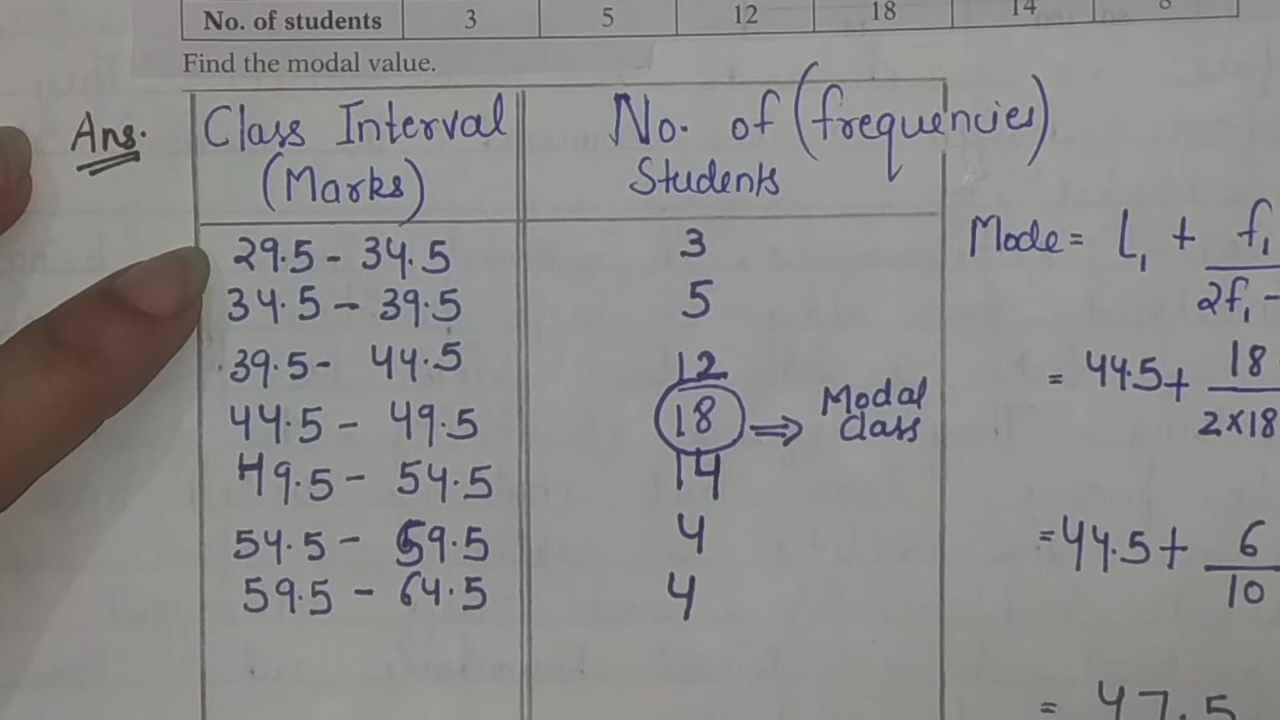 No. of students 3 5 12 18 14 8
Find the modal value.
Ans. Class Interval (Marks) No. of (frequencies) Students
29.5 - 34.5 3
34.5 - 39.5 5
39.5 - 44.5 12
44.5 - 49.5 18 ⇒ Modal Class
49.5 - 54.5 14
54.5 - 59.5 4
59.5 - 64.5 4
Mode = L₁ + f₁
2f₁ -
= 44.5 + 18
2×18
= 44.5 + 6
10
= 47.5